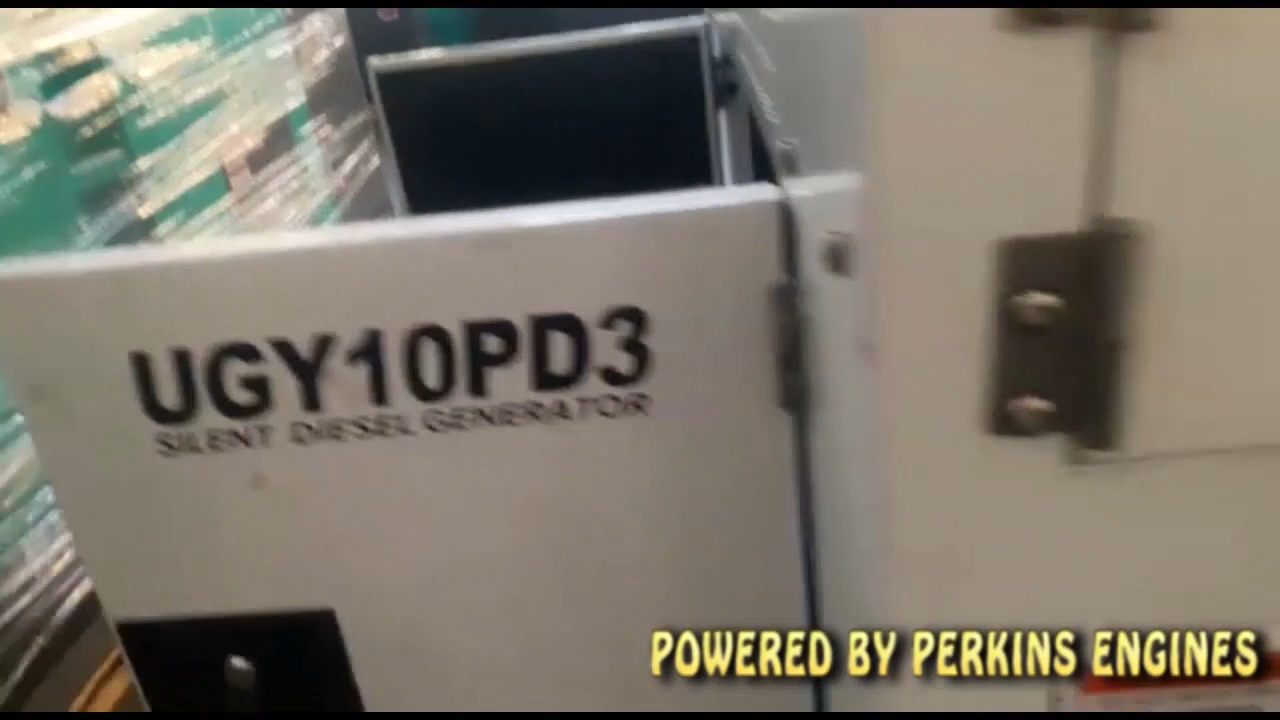 UGY10PD3
SILENT DIESEL GENERATOR
POWERED BY PERKINS ENGINES